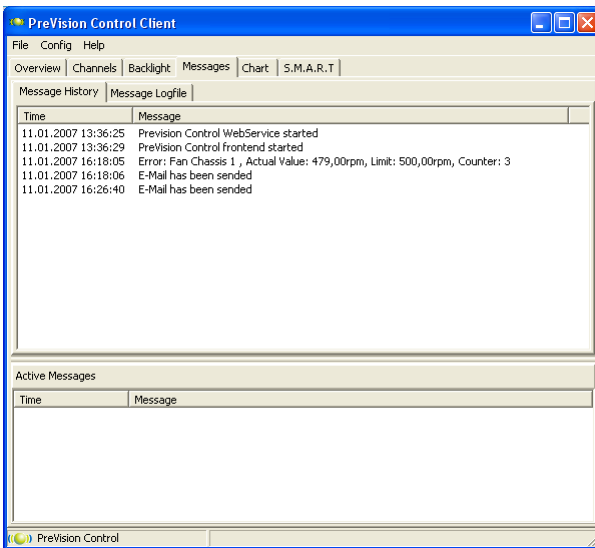 PreVision Control Client
File Config Help
Overview Channels Backlight Messages Chart S.M.A.R.T
Message History Message Logfile
Time Message
11.01.2007 13:36:25 Prevision Control WebService started
11.01.2007 13:36:29 PreVision Control frontend started
11.01.2007 16:18:05 Error: Fan Chassis 1 , Actual Value: 479,00rpm, Limit: 500,00rpm, Counter: 3
11.01.2007 16:18:06 E-Mail has been sended
11.01.2007 16:26:40 E-Mail has been sended
Active Messages
Time Message
PreVision Control